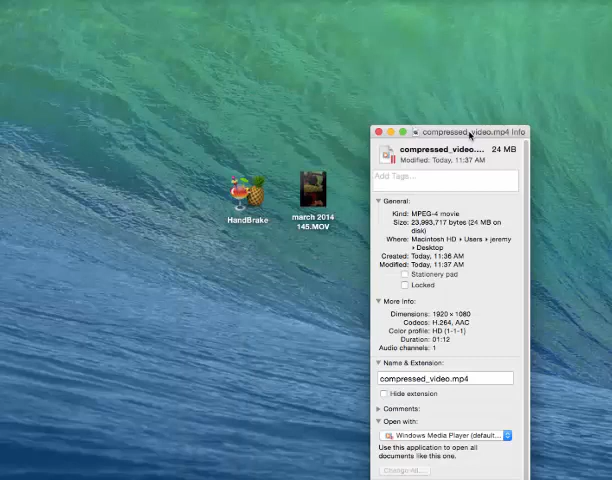 compressed_video.mp4 Info
compressed_video.... 24 MB
Modified: Today, 11:37 AM
Add Tags...
HandBrake
march 2014
145.MOV
General:
Kind: MPEG-4 movie
Size: 23,993,717 bytes (24 MB on
disk)
Where: Macintosh HD ▸ Users ▸ jeremy
▸ Desktop
Created: Today, 11:36 AM
Modified: Today, 11:37 AM
Stationery pad
Locked
More Info:
Dimensions: 1920 × 1080
Codecs: H.264, AAC
Color profile: HD (1-1-1)
Duration: 01:12
Audio channels: 1
Name & Extension:
compressed_video.mp4
Hide extension
Comments:
Open with:
Windows Media Player (default...
Use this application to open all
documents like this one.
Change All...